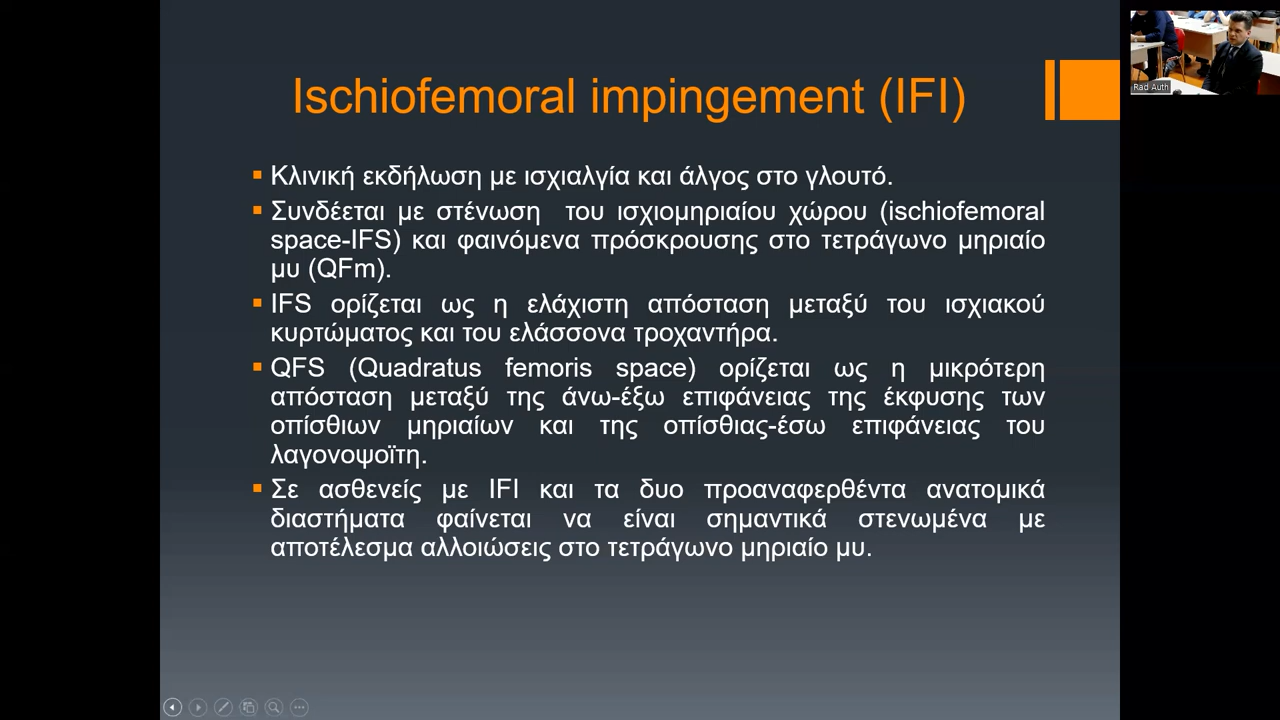 Ischiofemoral impingement (IFI)
Κλινική εκδήλωση με ισχιαλγία και άλγος στο γλουτό.
Συνδέεται με στένωση του ισχιομηριαίου χώρου (ischiofemoral
space-IFS) και φαινόμενα πρόσκρουσης στο τετράγωνο μηριαίο
μυ (QFm).
IFS ορίζεται ως η ελάχιστη απόσταση μεταξύ του ισχιακού
κυρτώματος και του ελάσσονα τροχαντήρα.
QFS (Quadratus femoris space) ορίζεται ως η μικρότερη
απόσταση μεταξύ της άνω-έξω επιφάνειας της έκφυσης των
οπίσθιων μηριαίων και της οπίσθιας-έσω επιφάνειας του
λαγονοψοΐτη.
Σε ασθενείς με IFI και τα δυο προαναφερθέντα ανατομικά
διαστήματα φαίνεται να είναι σημαντικά στενωμένα με
αποτέλεσμα αλλοιώσεις στο τετράγωνο μηριαίο μυ.
Rad Auth